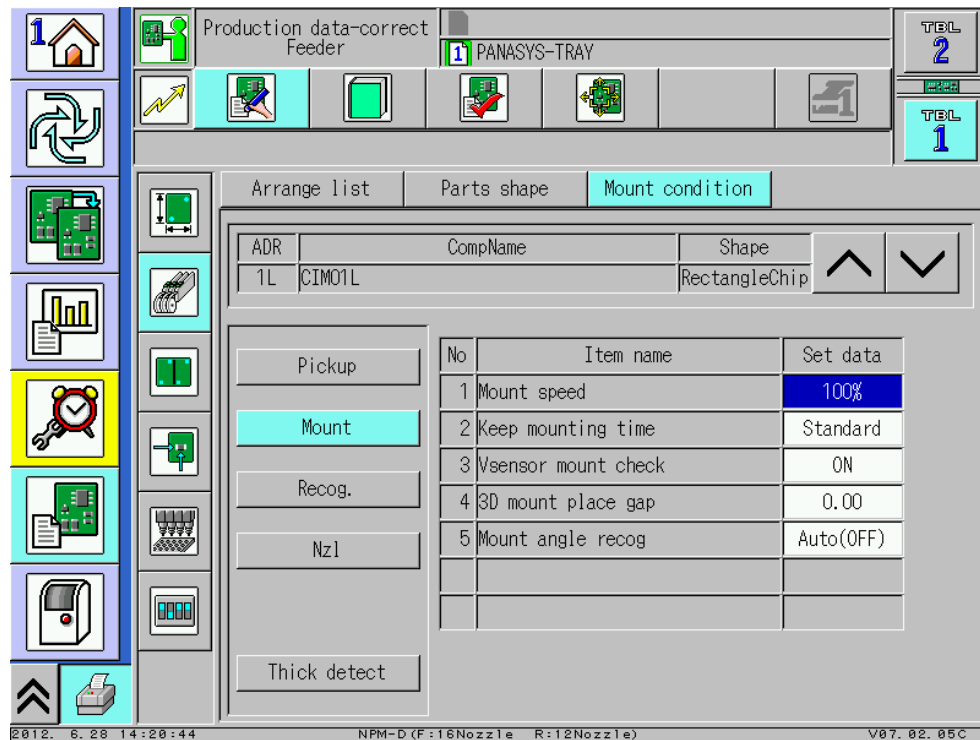 1
Production data-correct
Feeder
1 PANASYS-TRAY
TBL
2
TBL
1
Arrange list Parts shape Mount condition
ADR CompName Shape
1L CIM01L RectangleChip
Pickup
Mount
Recog.
Nzl
Thick detect
No Item name Set data
1 Mount speed 100%
2 Keep mounting time Standard
3 Vsensor mount check ON
4 3D mount place gap 0.00
5 Mount angle recog Auto(OFF)
2012. 6.28 14:20:44 NPM-D(F:16Nozzle R:12Nozzle) V07.02.05C